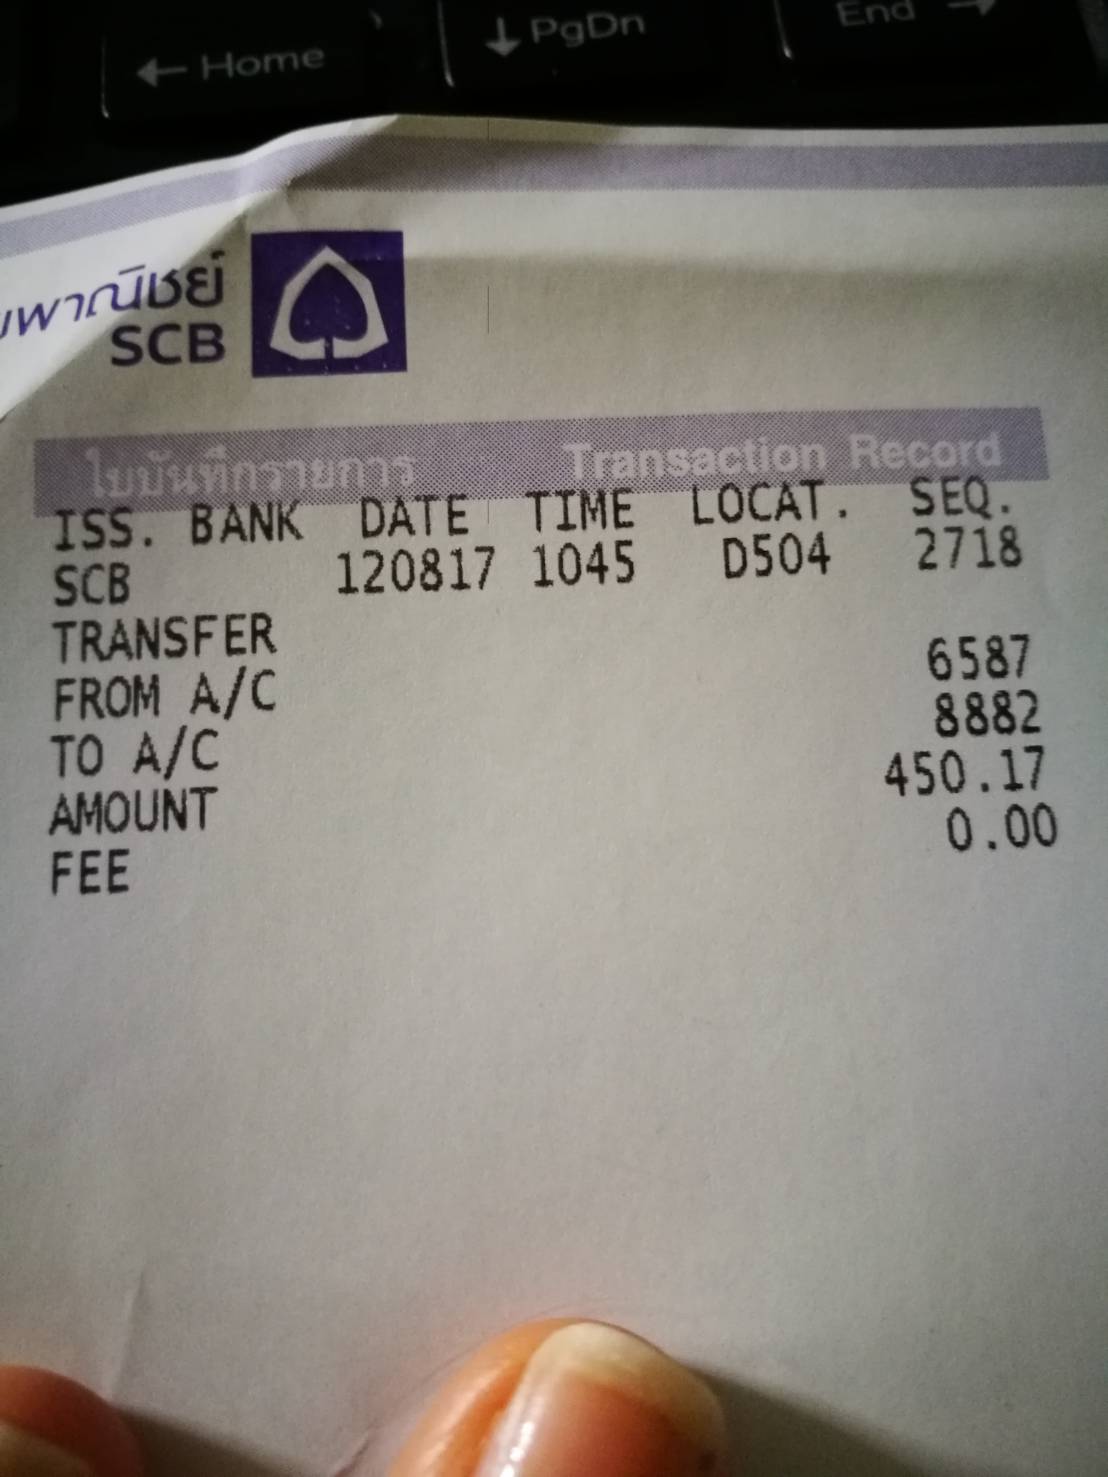 ← Home ↓ PgDn End →
พาณิชย์
SCB
ใบบันทึกรายการ Transaction Record
ISS. BANK DATE TIME LOCAT. SEQ.
SCB 120817 1045 D504 2718
TRANSFER
FROM A/C 6587
TO A/C 8882
AMOUNT 450.17
FEE 0.00